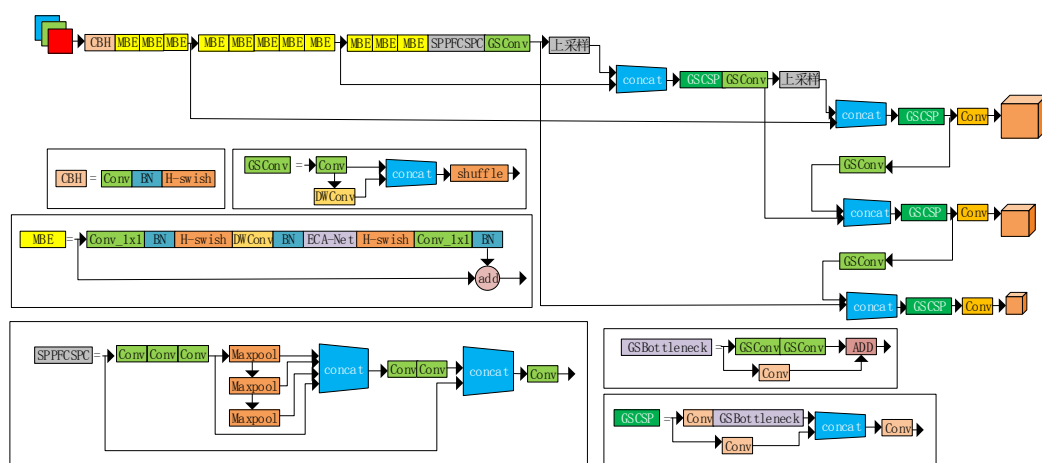 CBH MBE MBE MBE MBE MBE MBE MBE MBE MBE MBE MBE SPPFCSPC GSConv 上采样
concat GSCSP GSConv 上采样
concat GSCSP Conv
GSConv
concat GSCSP Conv
GSConv
concat GSCSP Conv
CBH = Conv BN H-swish
GSConv = Conv concat shuffle
DWConv
MBE = Conv_1x1 BN H-swish DWConv BN ECA-Net H-swish Conv_1x1 BN
add
SPPFCSPC = Conv Conv Conv Maxpool concat Conv Conv concat Conv
Maxpool
Maxpool
GSBottleneck = GSConv GSConv ADD
Conv
GSCSP = Conv GSBottleneck concat Conv
Conv